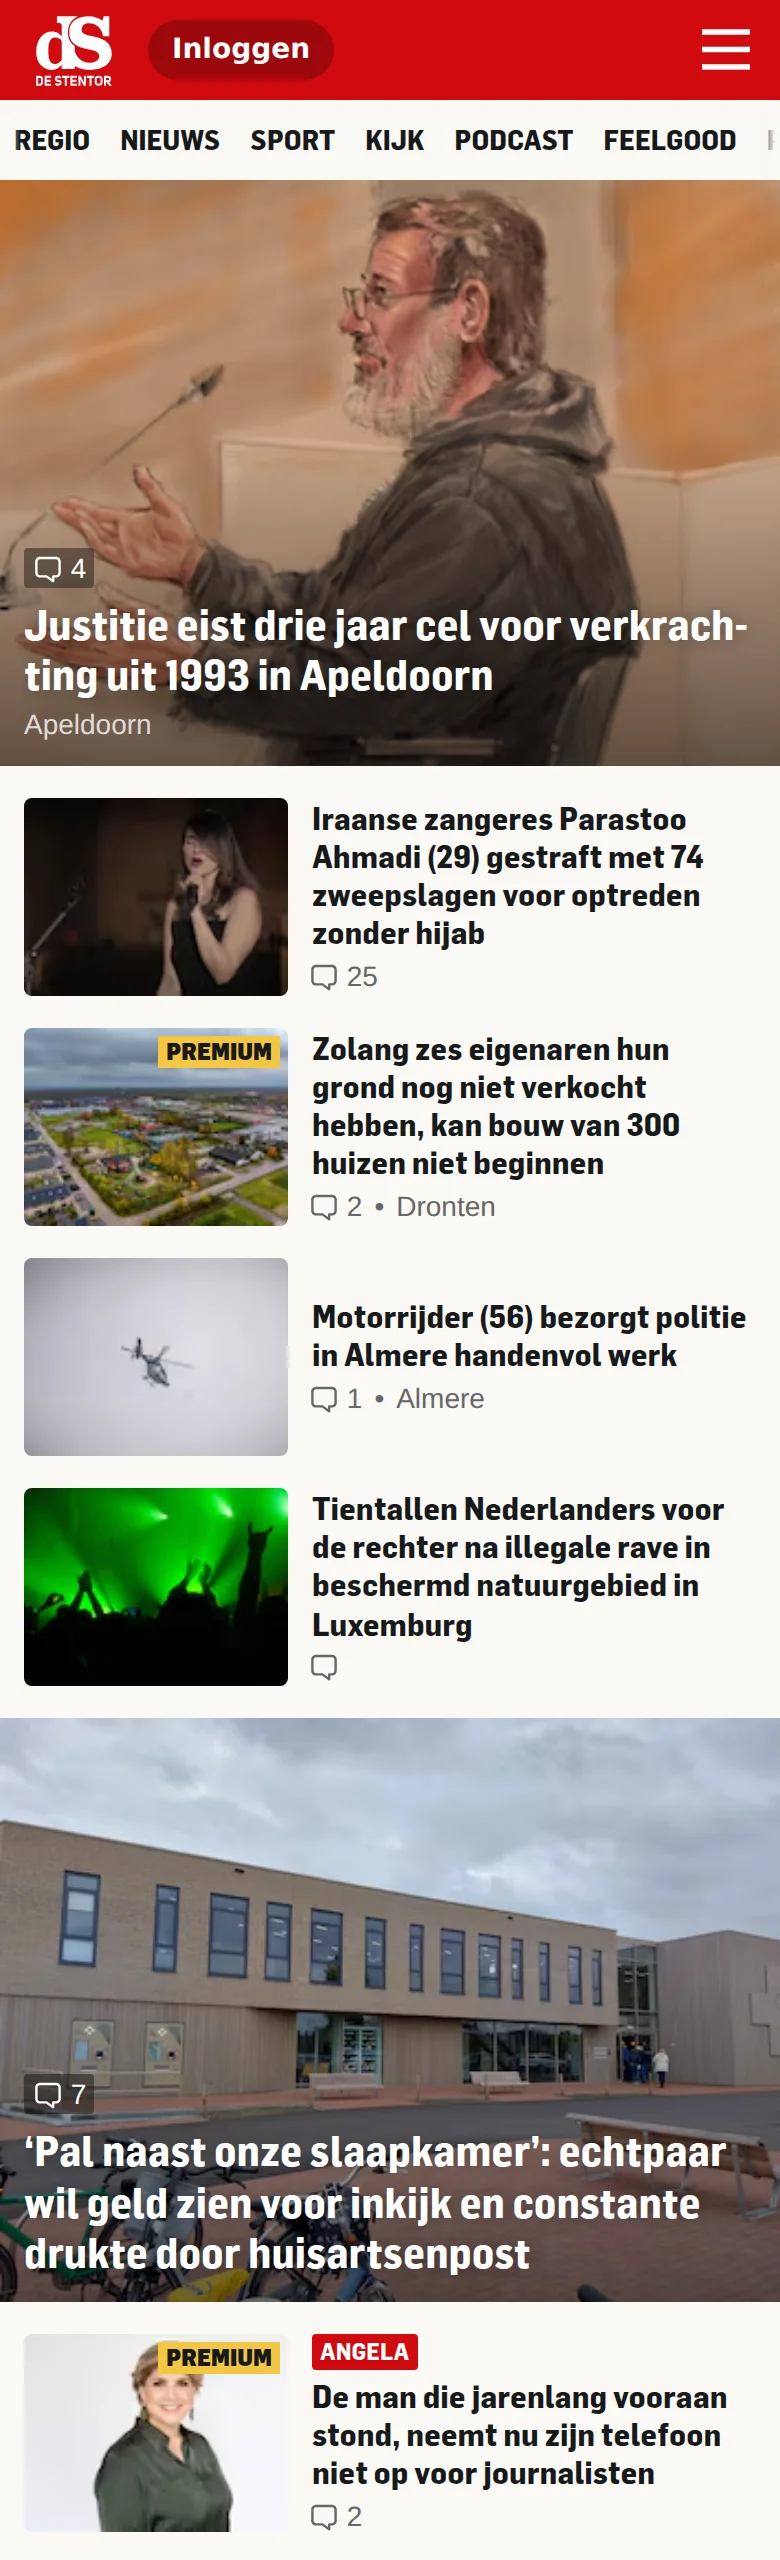 dS
DE STENTOR
Inloggen
REGIO NIEUWS SPORT KIJK PODCAST FEELGOOD
4
Justitie eist drie jaar cel voor verkrach-
ting uit 1993 in Apeldoorn
Apeldoorn
Iraanse zangeres Parastoo
Ahmadi (29) gestraft met 74
zweepslagen voor optreden
zonder hijab
25
PREMIUM
Zolang zes eigenaren hun
grond nog niet verkocht
hebben, kan bouw van 300
huizen niet beginnen
2 • Dronten
Motorrijder (56) bezorgt politie
in Almere handenvol werk
1 • Almere
Tientallen Nederlanders voor
de rechter na illegale rave in
beschermd natuurgebied in
Luxemburg
7
‘Pal naast onze slaapkamer’: echtpaar
wil geld zien voor inkijk en constante
drukte door huisartsenpost
PREMIUM
ANGELA
De man die jarenlang vooraan
stond, neemt nu zijn telefoon
niet op voor journalisten
2